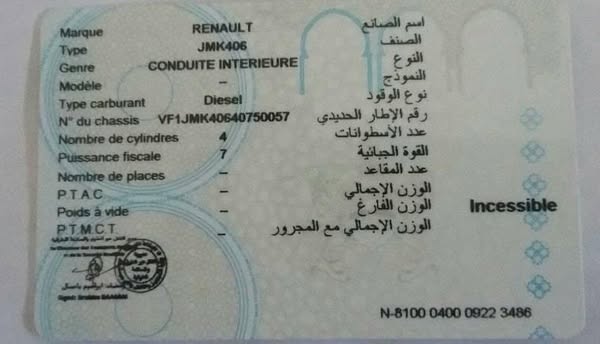 Marque RENAULT اسم الصانع
Type JMK406 الصنف
Genre CONDUITE INTERIEURE النوع
Modèle – النموذج
Type carburant Diesel نوع الوقود
N° du chassis VF1JMK40640750057 رقم الإطار الحديدي
Nombre de cylindres 4 عدد الأسطوانات
Puissance fiscale 7 القوة الجبائية
Nombre de places – عدد المقاعد
P.T.A.C – الوزن الإجمالي
Poids à vide – الوزن الفارغ
P.T.M.C.T. – الوزن الإجمالي مع المجرور
Incessible
N-8100 0400 0922 3486